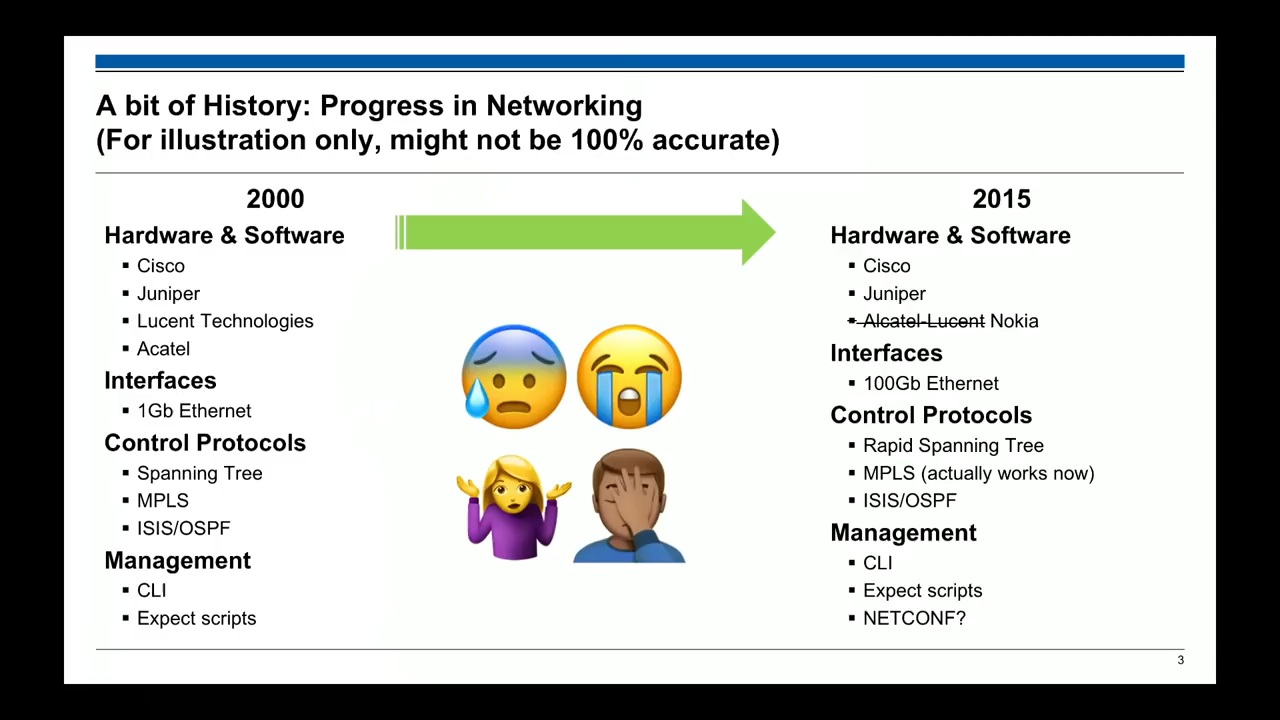 A bit of History: Progress in Networking
(For illustration only, might not be 100% accurate)
2000
Hardware & Software
▪ Cisco
▪ Juniper
▪ Lucent Technologies
▪ Acatel
Interfaces
▪ 1Gb Ethernet
Control Protocols
▪ Spanning Tree
▪ MPLS
▪ ISIS/OSPF
Management
▪ CLI
▪ Expect scripts
2015
Hardware & Software
▪ Cisco
▪ Juniper
▪ Alcatel-Lucent Nokia
Interfaces
▪ 100Gb Ethernet
Control Protocols
▪ Rapid Spanning Tree
▪ MPLS (actually works now)
▪ ISIS/OSPF
Management
▪ CLI
▪ Expect scripts
▪ NETCONF?
3